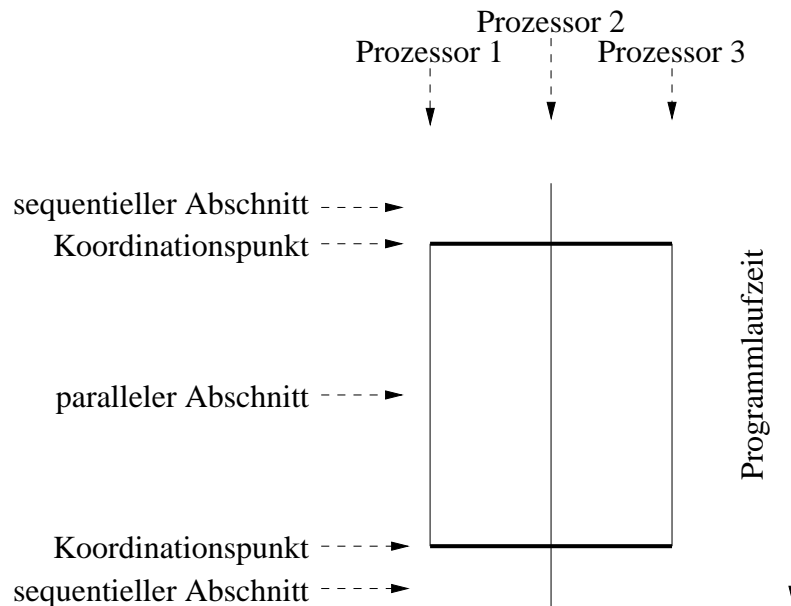 Prozessor 2
Prozessor 1
Prozessor 3
sequentieller Abschnitt
Koordinationspunkt
paralleler Abschnitt
Programmlaufzeit
Koordinationspunkt
sequentieller Abschnitt